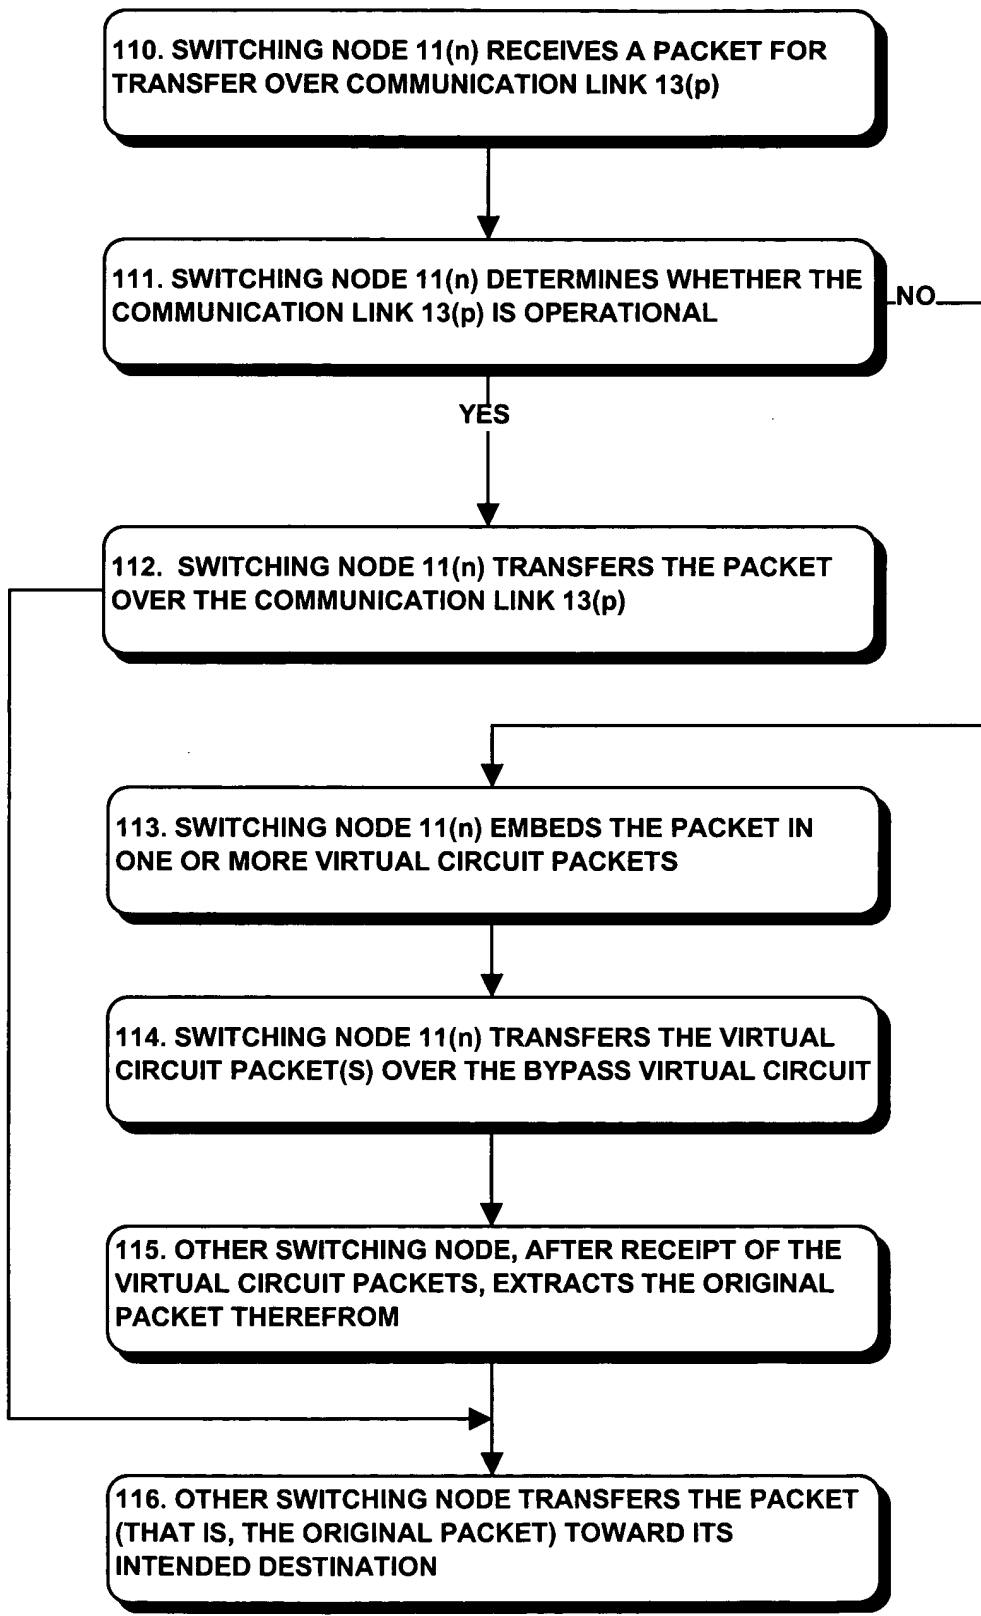 110. SWITCHING NODE 11(n) RECEIVES A PACKET FOR
TRANSFER OVER COMMUNICATION LINK 13(p)
111. SWITCHING NODE 11(n) DETERMINES WHETHER THE
COMMUNICATION LINK 13(p) IS OPERATIONAL
NO
YES
112. SWITCHING NODE 11(n) TRANSFERS THE PACKET
OVER THE COMMUNICATION LINK 13(p)
113. SWITCHING NODE 11(n) EMBEDS THE PACKET IN
ONE OR MORE VIRTUAL CIRCUIT PACKETS
114. SWITCHING NODE 11(n) TRANSFERS THE VIRTUAL
CIRCUIT PACKET(S) OVER THE BYPASS VIRTUAL CIRCUIT
115. OTHER SWITCHING NODE, AFTER RECEIPT OF THE
VIRTUAL CIRCUIT PACKETS, EXTRACTS THE ORIGINAL
PACKET THEREFROM
116. OTHER SWITCHING NODE TRANSFERS THE PACKET
(THAT IS, THE ORIGINAL PACKET) TOWARD ITS
INTENDED DESTINATION